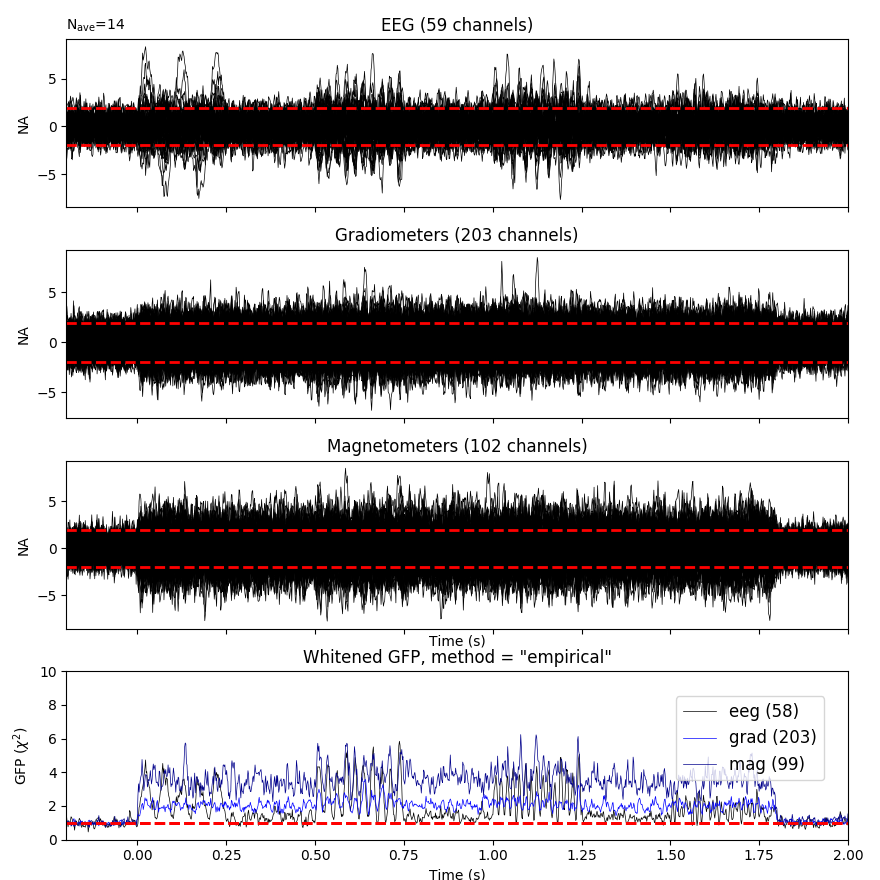 Nave=14
EEG (59 channels)
5
0
−5
NA
Gradiometers (203 channels)
5
0
−5
NA
Magnetometers (102 channels)
5
0
−5
NA
Time (s)
Whitened GFP, method = "empirical"
10
8
6
4
2
0
GFP (χ²)
eeg (58)
grad (203)
mag (99)
0.00 0.25 0.50 0.75 1.00 1.25 1.50 1.75 2.00
Time (s)